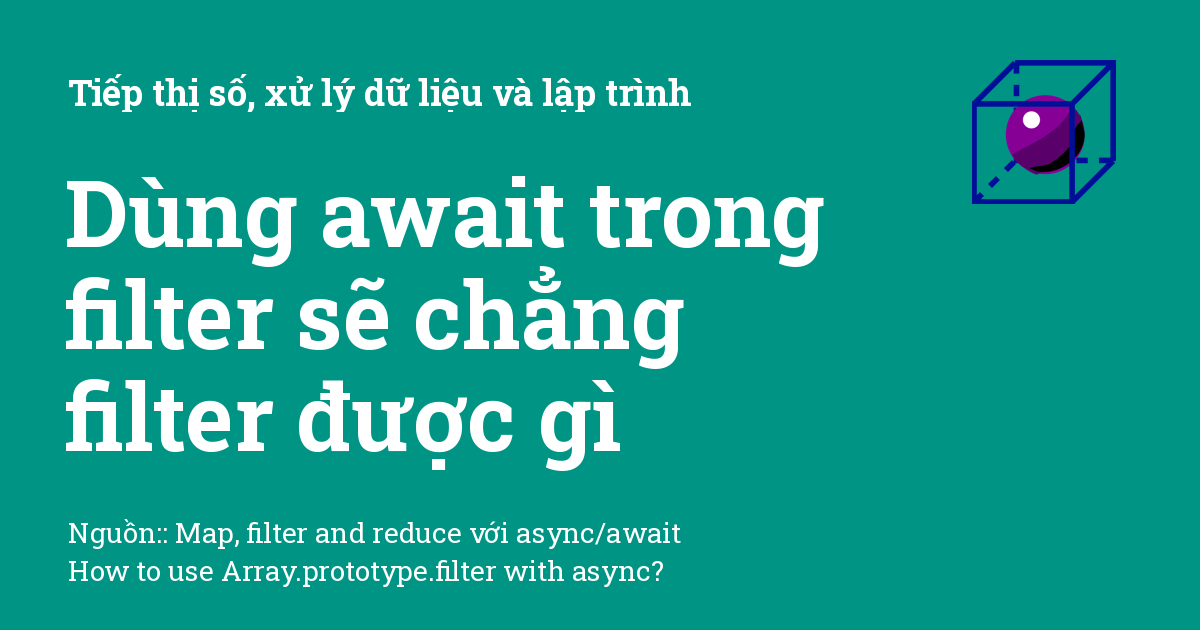 Tiếp thị số, xử lý dữ liệu và lập trình
Dùng await trong
filter sẽ chẳng
filter được gì
Nguồn:: Map, filter and reduce với async/await
How to use Array.prototype.filter with async?